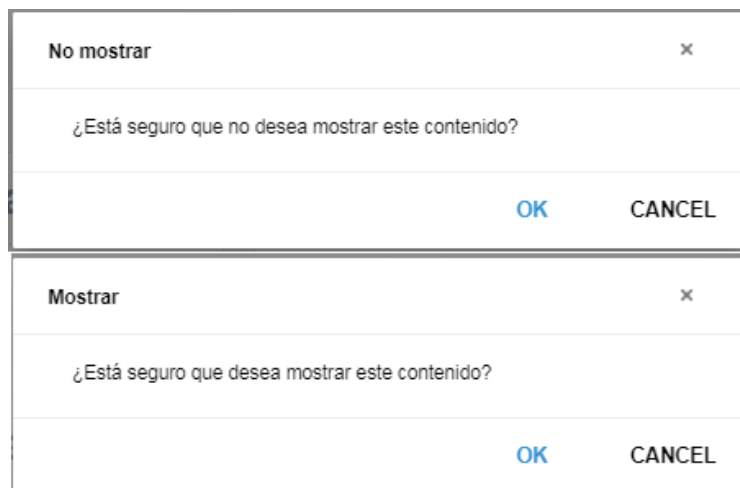 No mostrar ×
¿Está seguro que no desea mostrar este contenido?
OK CANCEL
Mostrar ×
¿Está seguro que desea mostrar este contenido?
OK CANCEL